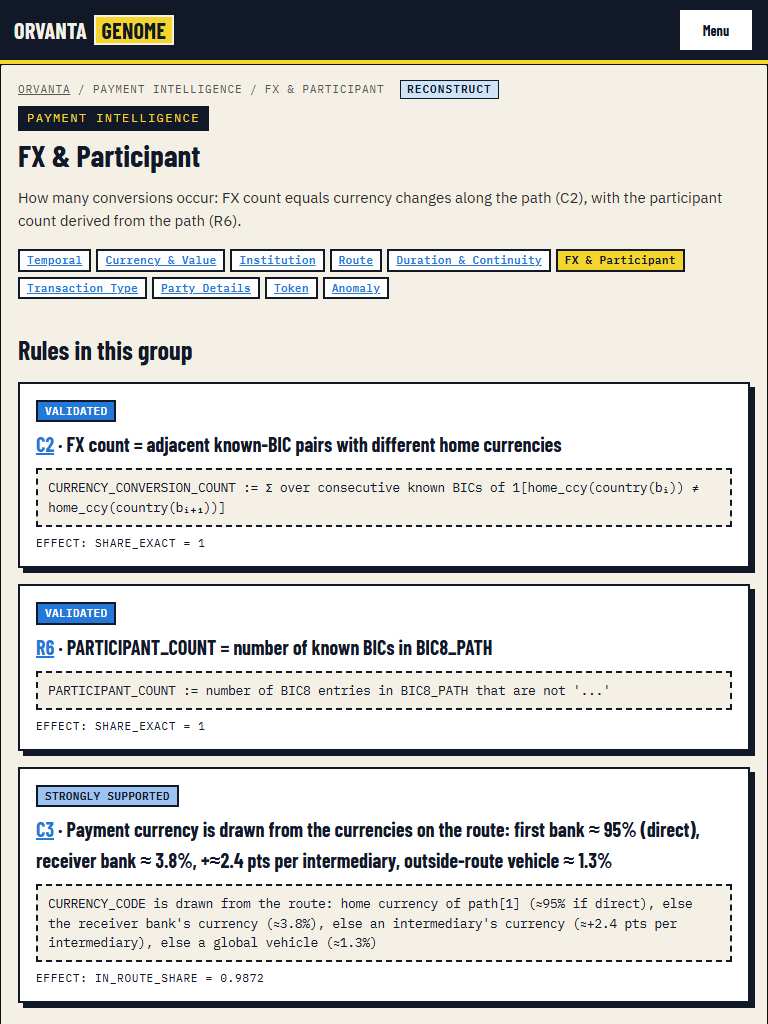 ORVANTA GENOME
Menu
ORVANTA / PAYMENT INTELLIGENCE / FX & PARTICIPANT RECONSTRUCT
PAYMENT INTELLIGENCE
FX & Participant
How many conversions occur: FX count equals currency changes along the path (C2), with the participant
count derived from the path (R6).
Temporal Currency & Value Institution Route Duration & Continuity FX & Participant
Transaction Type Party Details Token Anomaly
Rules in this group
VALIDATED
C2 · FX count = adjacent known-BIC pairs with different home currencies
CURRENCY_CONVERSION_COUNT := Σ over consecutive known BICs of 1[home_ccy(country(bᵢ)) ≠
home_ccy(country(bᵢ₊₁))]
EFFECT: SHARE_EXACT = 1
VALIDATED
R6 · PARTICIPANT_COUNT = number of known BICs in BIC8_PATH
PARTICIPANT_COUNT := number of BIC8 entries in BIC8_PATH that are not '...'
EFFECT: SHARE_EXACT = 1
STRONGLY SUPPORTED
C3 · Payment currency is drawn from the currencies on the route: first bank ≈ 95% (direct),
receiver bank ≈ 3.8%, +≈2.4 pts per intermediary, outside-route vehicle ≈ 1.3%
CURRENCY_CODE is drawn from the route: home currency of path[1] (≈95% if direct), else
the receiver bank's currency (≈3.8%), else an intermediary's currency (≈+2.4 pts per
intermediary), else a global vehicle (≈1.3%)
EFFECT: IN_ROUTE_SHARE = 0.9872